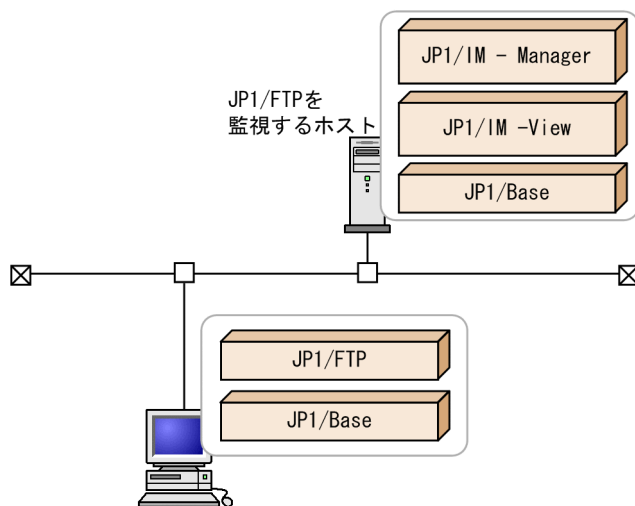 JP1/IM - Manager
JP1/FTPを
監視するホスト
JP1/IM -View
JP1/Base
JP1/FTP
JP1/Base